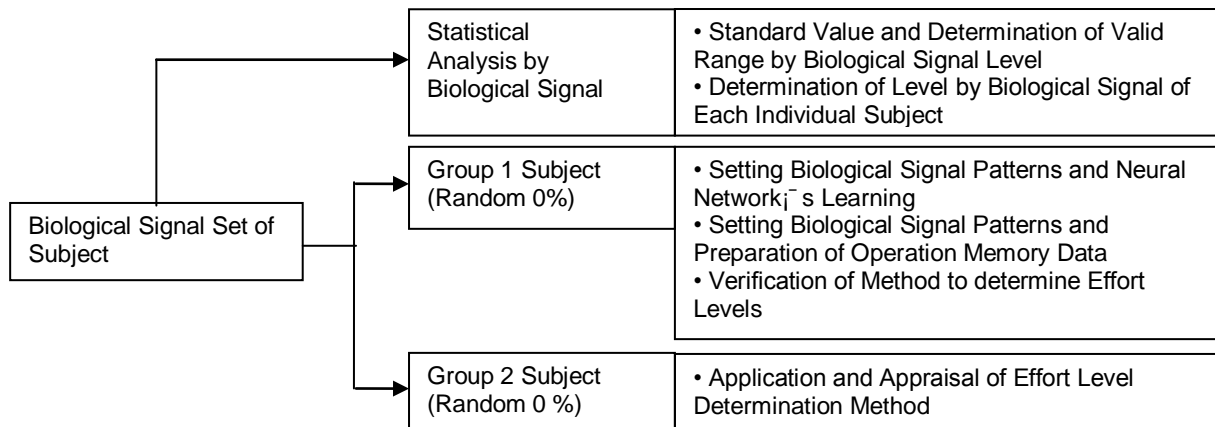 Statistical
Analysis by
Biological Signal
• Standard Value and Determination of Valid
Range by Biological Signal Level
• Determination of Level by Biological Signal of
Each Individual Subject
Biological Signal Set of
Subject
Group 1 Subject
(Random 0%)
• Setting Biological Signal Patterns and Neural
Network¡¯ s Learning
• Setting Biological Signal Patterns and
Preparation of Operation Memory Data
• Verification of Method to determine Effort
Levels
Group 2 Subject
(Random 0 %)
• Application and Appraisal of Effort Level
Determination Method